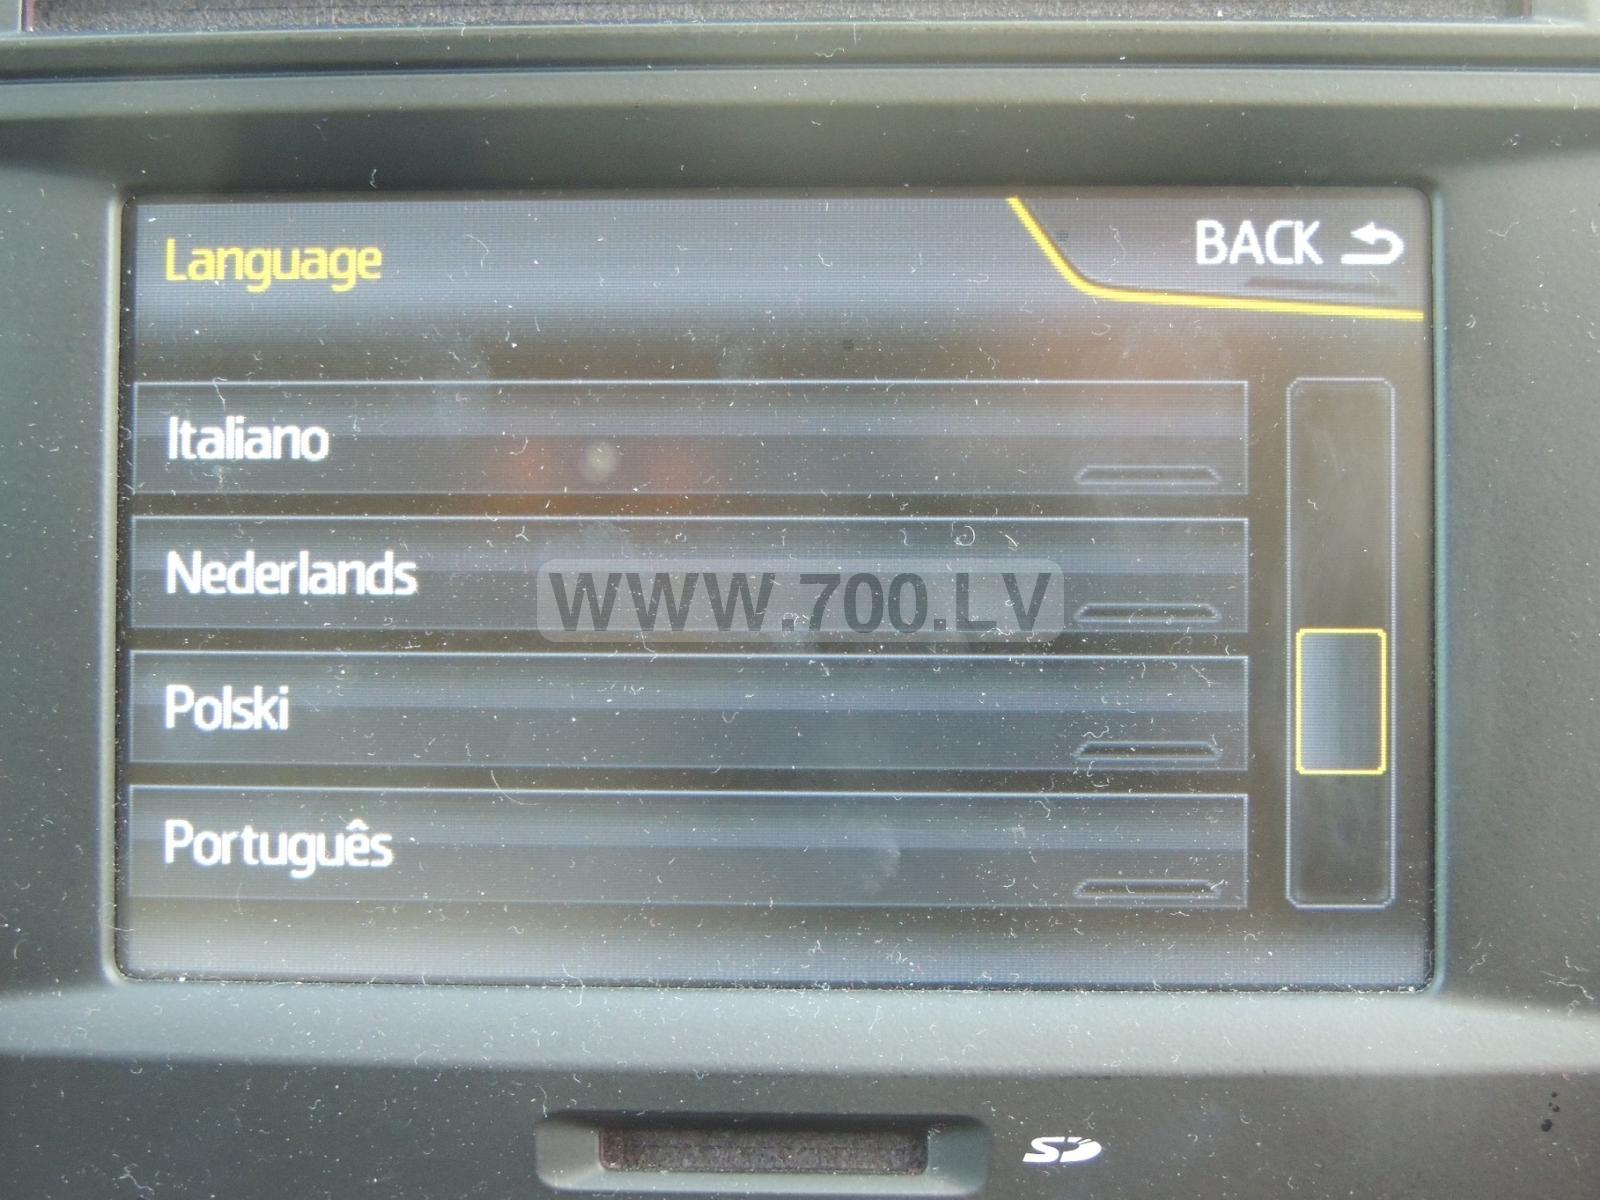 Language
BACK
Italiano
Nederlands
WWW.700.LV
Polski
Português
SD